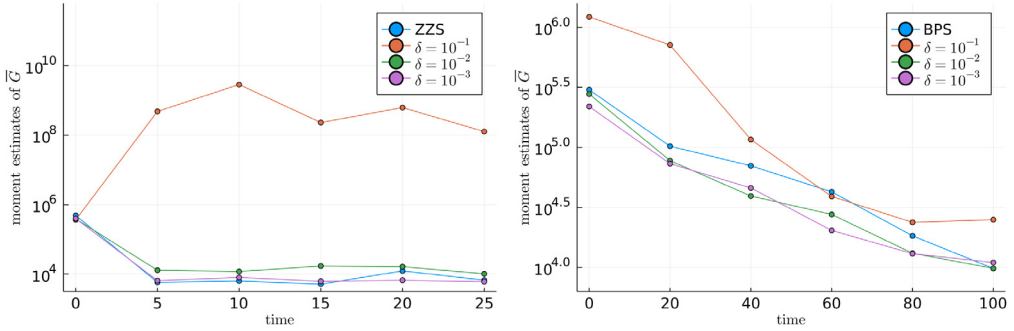 moment estimates of G̅
10^10
10^8
10^6
10^4
ZZS
δ = 10^−1
δ = 10^−2
δ = 10^−3
0 5 10 15 20 25
time
moment estimates of G̅
10^6.0
10^5.5
10^5.0
10^4.5
10^4.0
BPS
δ = 10^−1
δ = 10^−2
δ = 10^−3
0 20 40 60 80 100
time